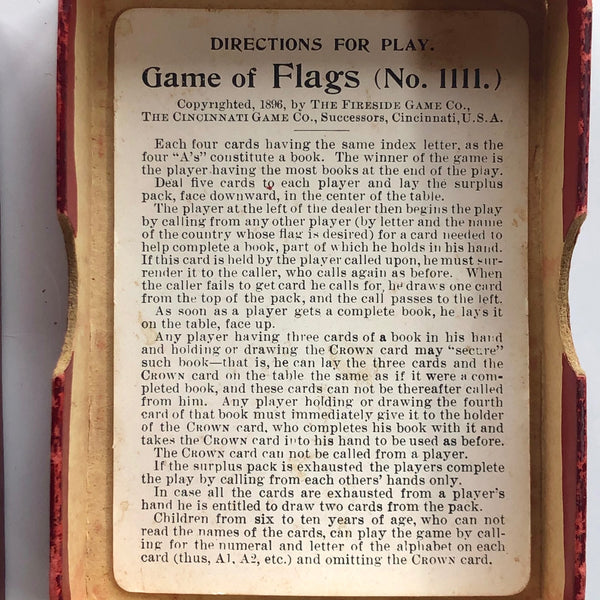 DIRECTIONS FOR PLAY.
Game of Flags (No. 1111.)
Copyrighted, 1896, by THE FIRESIDE GAME CO.,
THE CINCINNATI GAME CO., Successors, Cincinnati, U.S.A.
Each four cards having the same index letter, as the
four "A's" constitute a book. The winner of the game is
the player having the most books at the end of the play.
Deal five cards to each player and lay the surplus
pack, face downward, in the center of the table.
The player at the left of the dealer then begins the play
by calling from any other player (by letter and the name
of the country whose flag is desired) for a card needed to
help complete a book, part of which he holds in his hand.
If this card is held by the player called upon, he must sur-
render it to the caller, who calls again as before. When
the caller fails to get card he calls for, he draws one card
from the top of the pack, and the call passes to the left.
As soon as a player gets a complete book, he lays it
on the table, face up.
Any player having three cards of a book in his hand
and holding or drawing the CROWN card may "secure"
such book—that is, he can lay the three cards and the
CROWN card on the table the same as if it were a com-
pleted book, and these cards can not be thereafter called
from him. Any player holding or drawing the fourth
card of that book must immediately give it to the holder
of the CROWN card, who completes his book with it and
takes the CROWN card into his hand to be used as before.
The CROWN card can not be called from a player.
If the surplus pack is exhausted the players complete
the play by calling from each others' hands only.
In case all the cards are exhausted from a player's
hand he is entitled to draw two cards from the pack.
Children from six to ten years of age, who can not
read the names of the cards, can play the game by call-
ing for the numeral and letter of the alphabet on each
card (thus, A1, A2, etc.) and omitting the CROWN card.